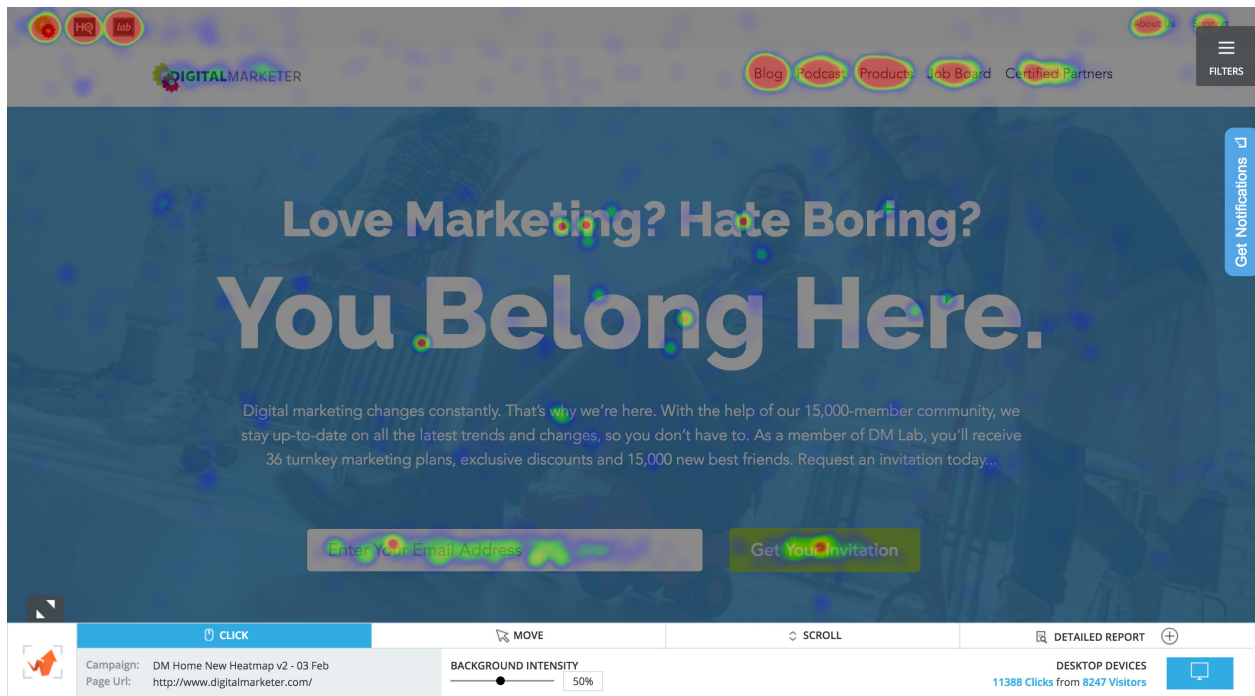 HQ
lab
About Us
Support
FILTERS
DIGITALMARKETER
Blog
Podcast
Products
Job Board
Certified Partners
Get Notifications
Love Marketing? Hate Boring?
You Belong Here.
Digital marketing changes constantly. That's why we're here. With the help of our 15,000-member community, we
stay up-to-date on all the latest trends and changes, so you don't have to. As a member of DM Lab, you'll receive
36 turnkey marketing plans, exclusive discounts and 15,000 new best friends. Request an invitation today...
Enter Your Email Address
Get Your Invitation
CLICK
MOVE
SCROLL
DETAILED REPORT
Campaign: DM Home New Heatmap v2 - 03 Feb
Page Url: http://www.digitalmarketer.com/
BACKGROUND INTENSITY
50%
DESKTOP DEVICES
11388 Clicks from 8247 Visitors